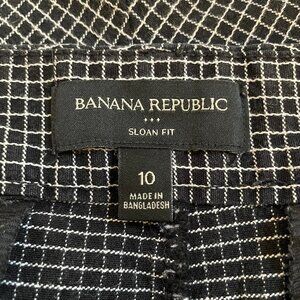 BANANA REPUBLIC
SLOAN FIT
10
MADE IN
BANGLADESH